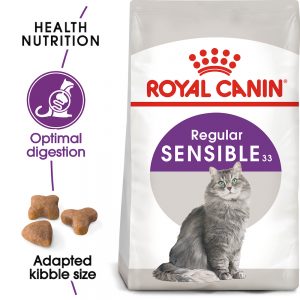 HEALTH
NUTRITION
Optimal
digestion
Adapted
kibble size
ROYAL CANIN
Regular
SENSIBLE 33